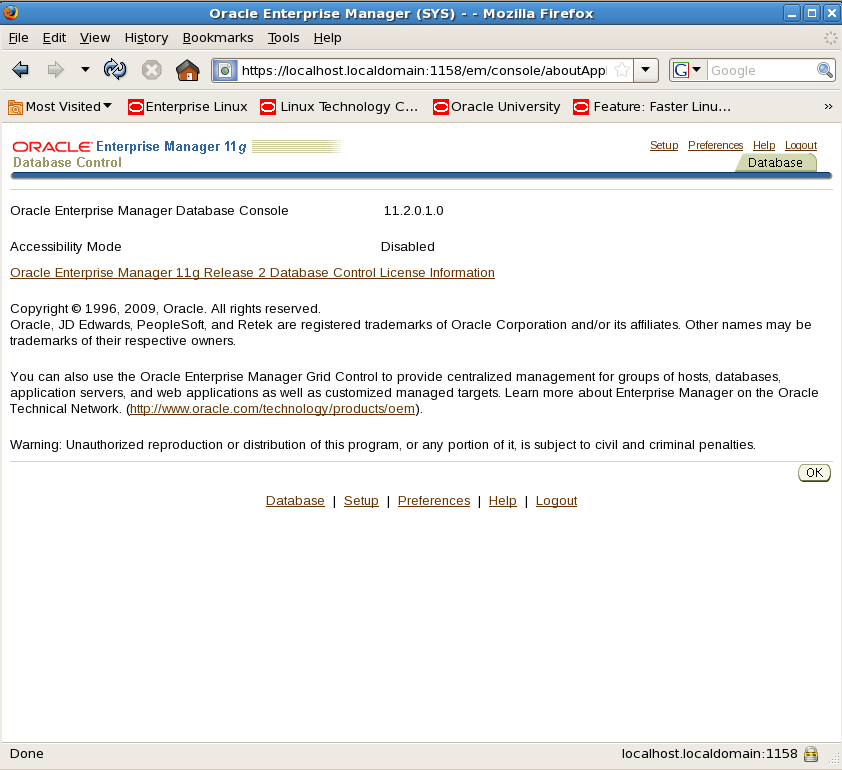 Oracle Enterprise Manager (SYS) - - Mozilla Firefox
File Edit View History Bookmarks Tools Help
https://localhost.localdomain:1158/em/console/aboutAppl
Google
Most Visited Enterprise Linux Linux Technology C... Oracle University Feature: Faster Linu... »
ORACLE Enterprise Manager 11g
Database Control
Setup Preferences Help Logout
Database
Oracle Enterprise Manager Database Console 11.2.0.1.0
Accessibility Mode Disabled
Oracle Enterprise Manager 11g Release 2 Database Control License Information
Copyright © 1996, 2009, Oracle. All rights reserved.
Oracle, JD Edwards, PeopleSoft, and Retek are registered trademarks of Oracle Corporation and/or its affiliates. Other names may be
trademarks of their respective owners.
You can also use the Oracle Enterprise Manager Grid Control to provide centralized management for groups of hosts, databases,
application servers, and web applications as well as customized managed targets. Learn more about Enterprise Manager on the Oracle
Technical Network. (http://www.oracle.com/technology/products/oem).
Warning: Unauthorized reproduction or distribution of this program, or any portion of it, is subject to civil and criminal penalties.
OK
Database | Setup | Preferences | Help | Logout
Done localhost.localdomain:1158